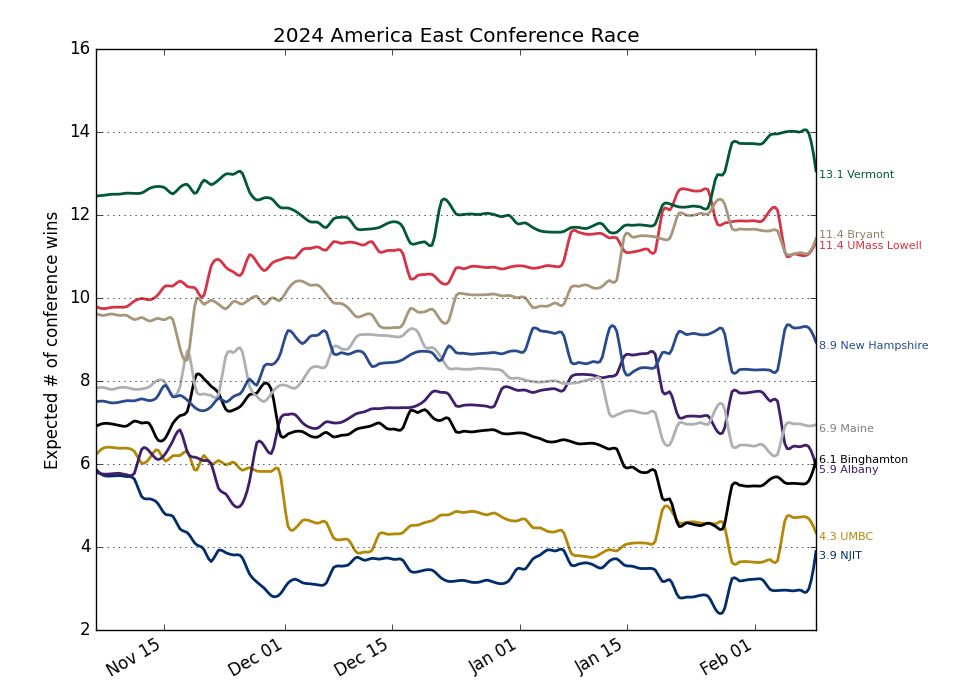 2024 America East Conference Race
Expected # of conference wins
16
14
12
10
8
6
4
2
Nov 15
Dec 01
Dec 15
Jan 01
Jan 15
Feb 01
13.1 Vermont
11.4 Bryant
11.4 UMass Lowell
8.9 New Hampshire
6.9 Maine
6.1 Binghamton
5.9 Albany
4.3 UMBC
3.9 NJIT